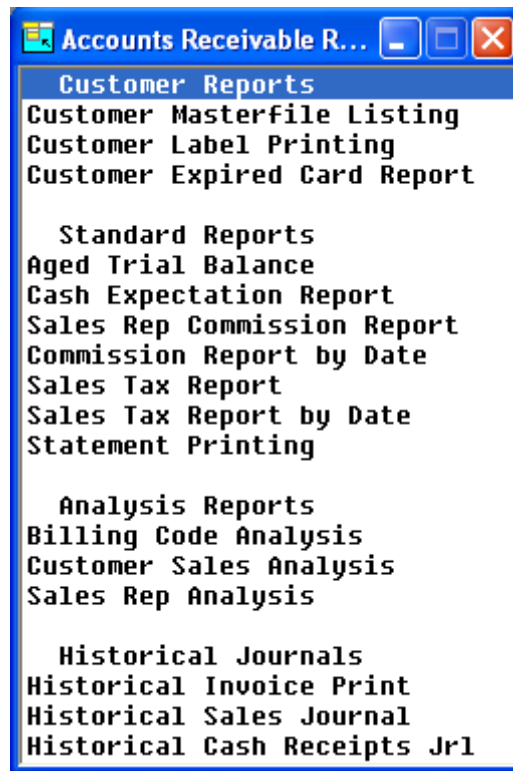 Accounts Receivable R...
Customer Reports
Customer Masterfile Listing
Customer Label Printing
Customer Expired Card Report
Standard Reports
Aged Trial Balance
Cash Expectation Report
Sales Rep Commission Report
Commission Report by Date
Sales Tax Report
Sales Tax Report by Date
Statement Printing
Analysis Reports
Billing Code Analysis
Customer Sales Analysis
Sales Rep Analysis
Historical Journals
Historical Invoice Print
Historical Sales Journal
Historical Cash Receipts Jrl